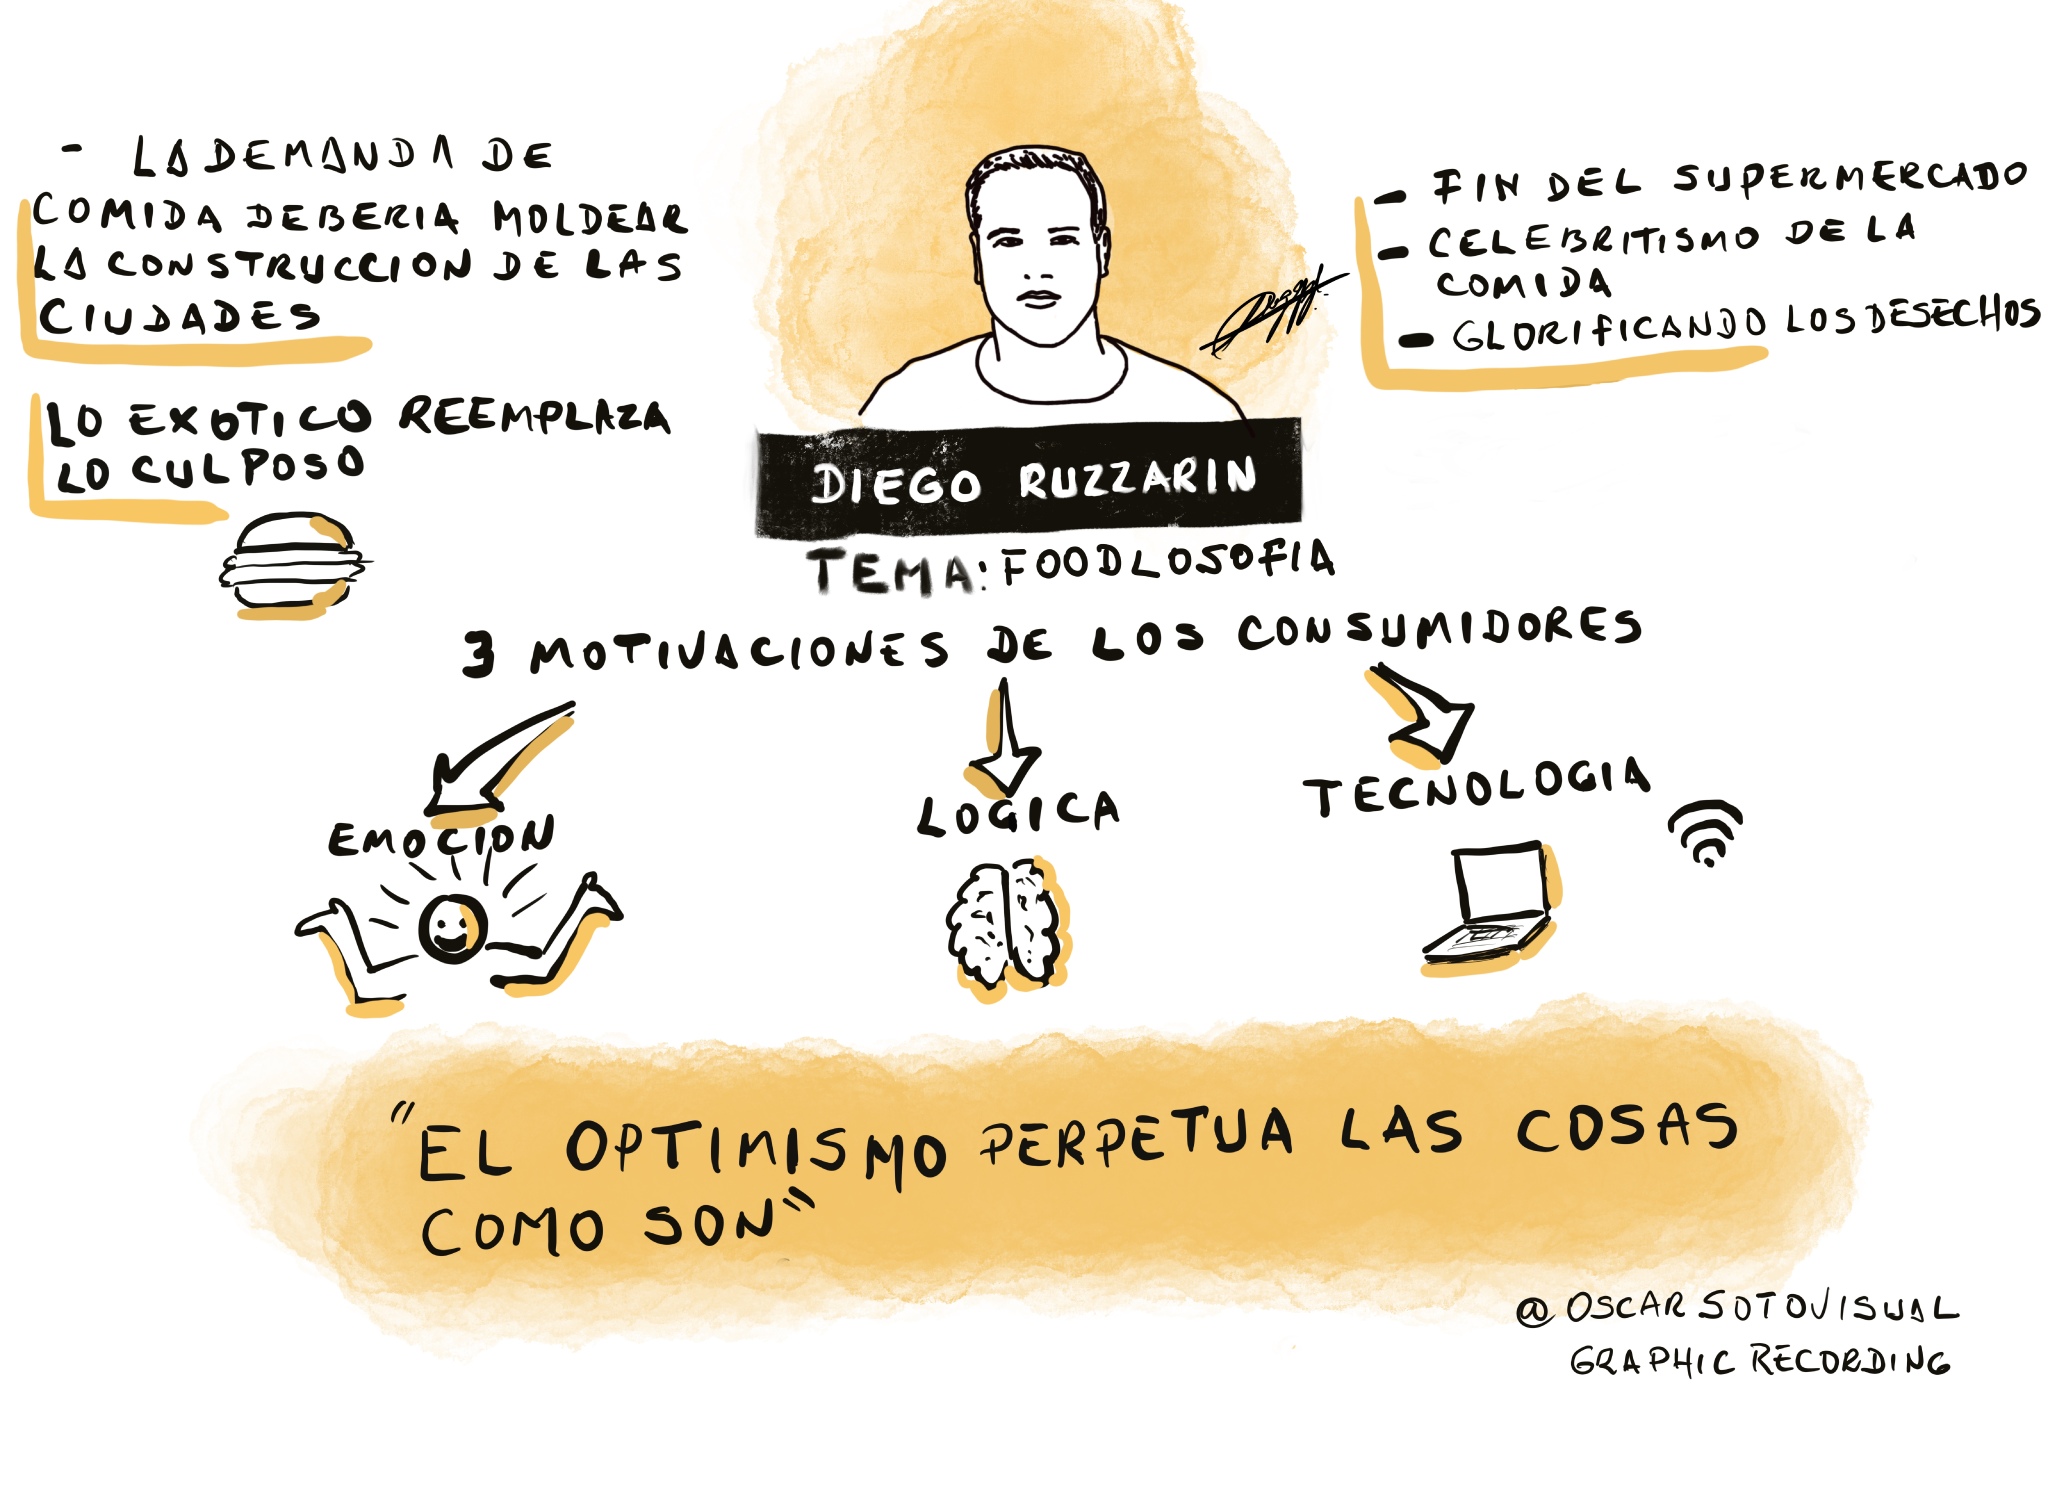 - LA DEMANDA DE
COMIDA DEBERIA MOLDEAR
LA CONSTRUCCION DE LAS
CIUDADES
LO EXOTICO REEMPLAZA
LO CULPOSO
- FIN DEL SUPERMERCADO
- CELEBRITISMO DE LA
COMIDA
- GLORIFICANDO LOS DESECHOS
DIEGO RUZZARIN
TEMA: FOODLOSOFIA
3 MOTIVACIONES DE LOS CONSUMIDORES
EMOCION
LOGICA
TECNOLOGIA
"EL OPTIMISMO PERPETUA LAS COSAS
COMO SON"
@OSCARSOTOVISUAL
GRAPHIC RECORDING